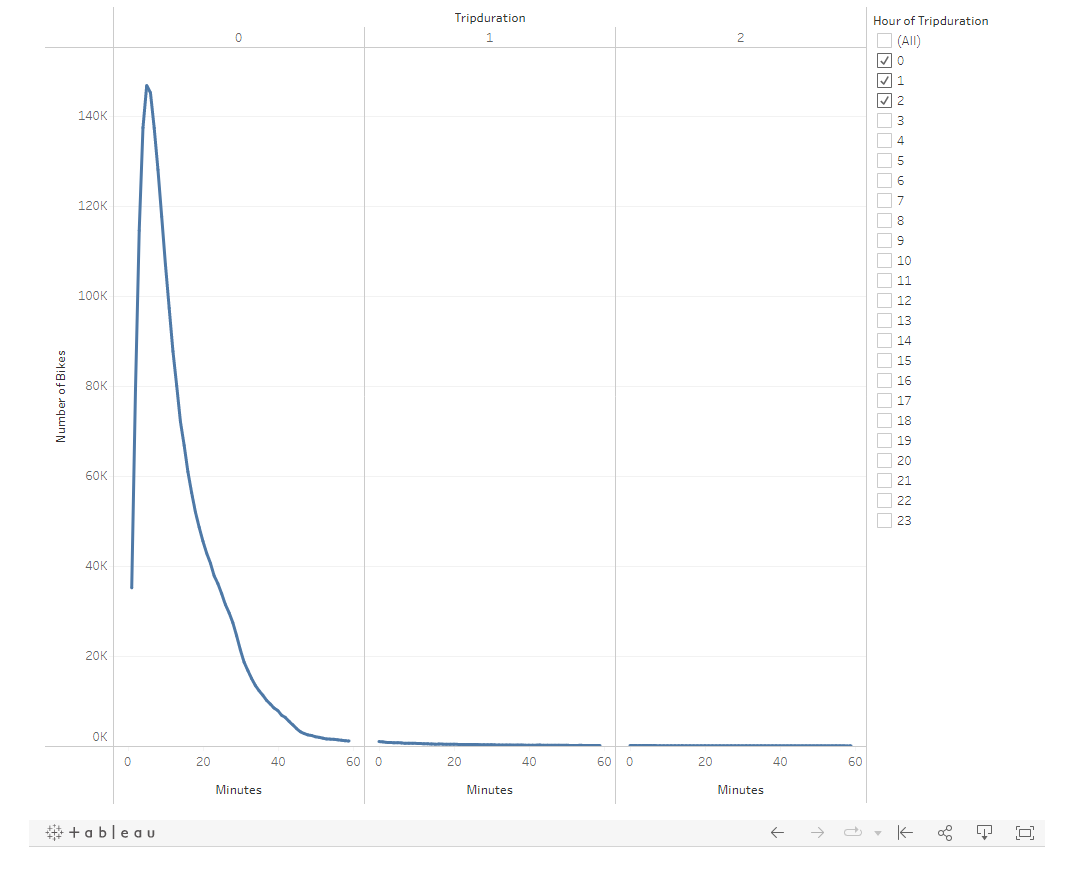 Tripduration
0 1 2
140K
120K
100K
80K
60K
40K
20K
0K
Number of Bikes
0 20 40 60 0 20 40 60 0 20 40 60
Minutes Minutes Minutes
Hour of Tripduration
(All)
0
1
2
3
4
5
6
7
8
9
10
11
12
13
14
15
16
17
18
19
20
21
22
23
+ a b | e a u